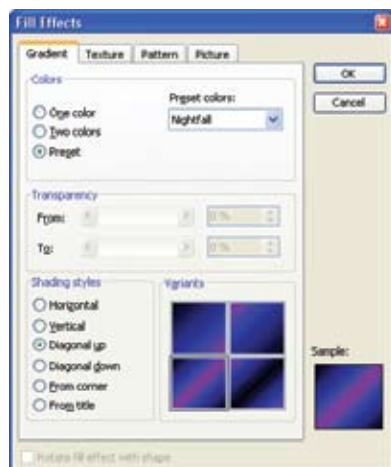 Fill Effects
Gradient Texture Pattern Picture
Colors
One color
Two colors
Preset
Preset colors:
Nightfall
OK
Cancel
Transparency
From: 0 %
To: 0 %
Shading styles
Horizontal
Vertical
Diagonal up
Diagonal down
From corner
From title
Variants
Sample:
Rotate fill effect with shape